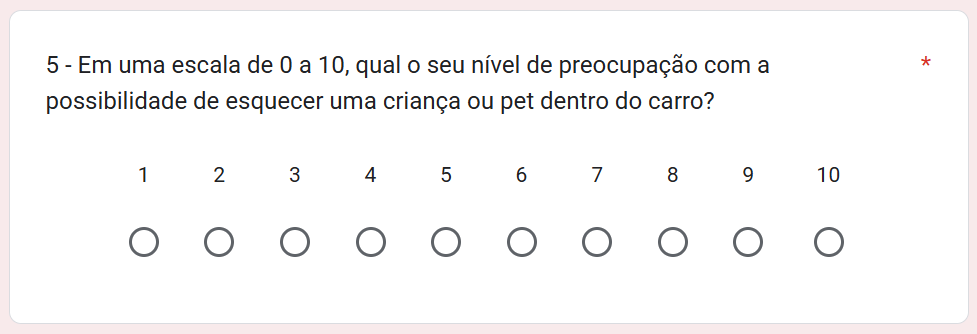 5 - Em uma escala de 0 a 10, qual o seu nível de preocupação com a *
possibilidade de esquecer uma criança ou pet dentro do carro?
1 2 3 4 5 6 7 8 9 10